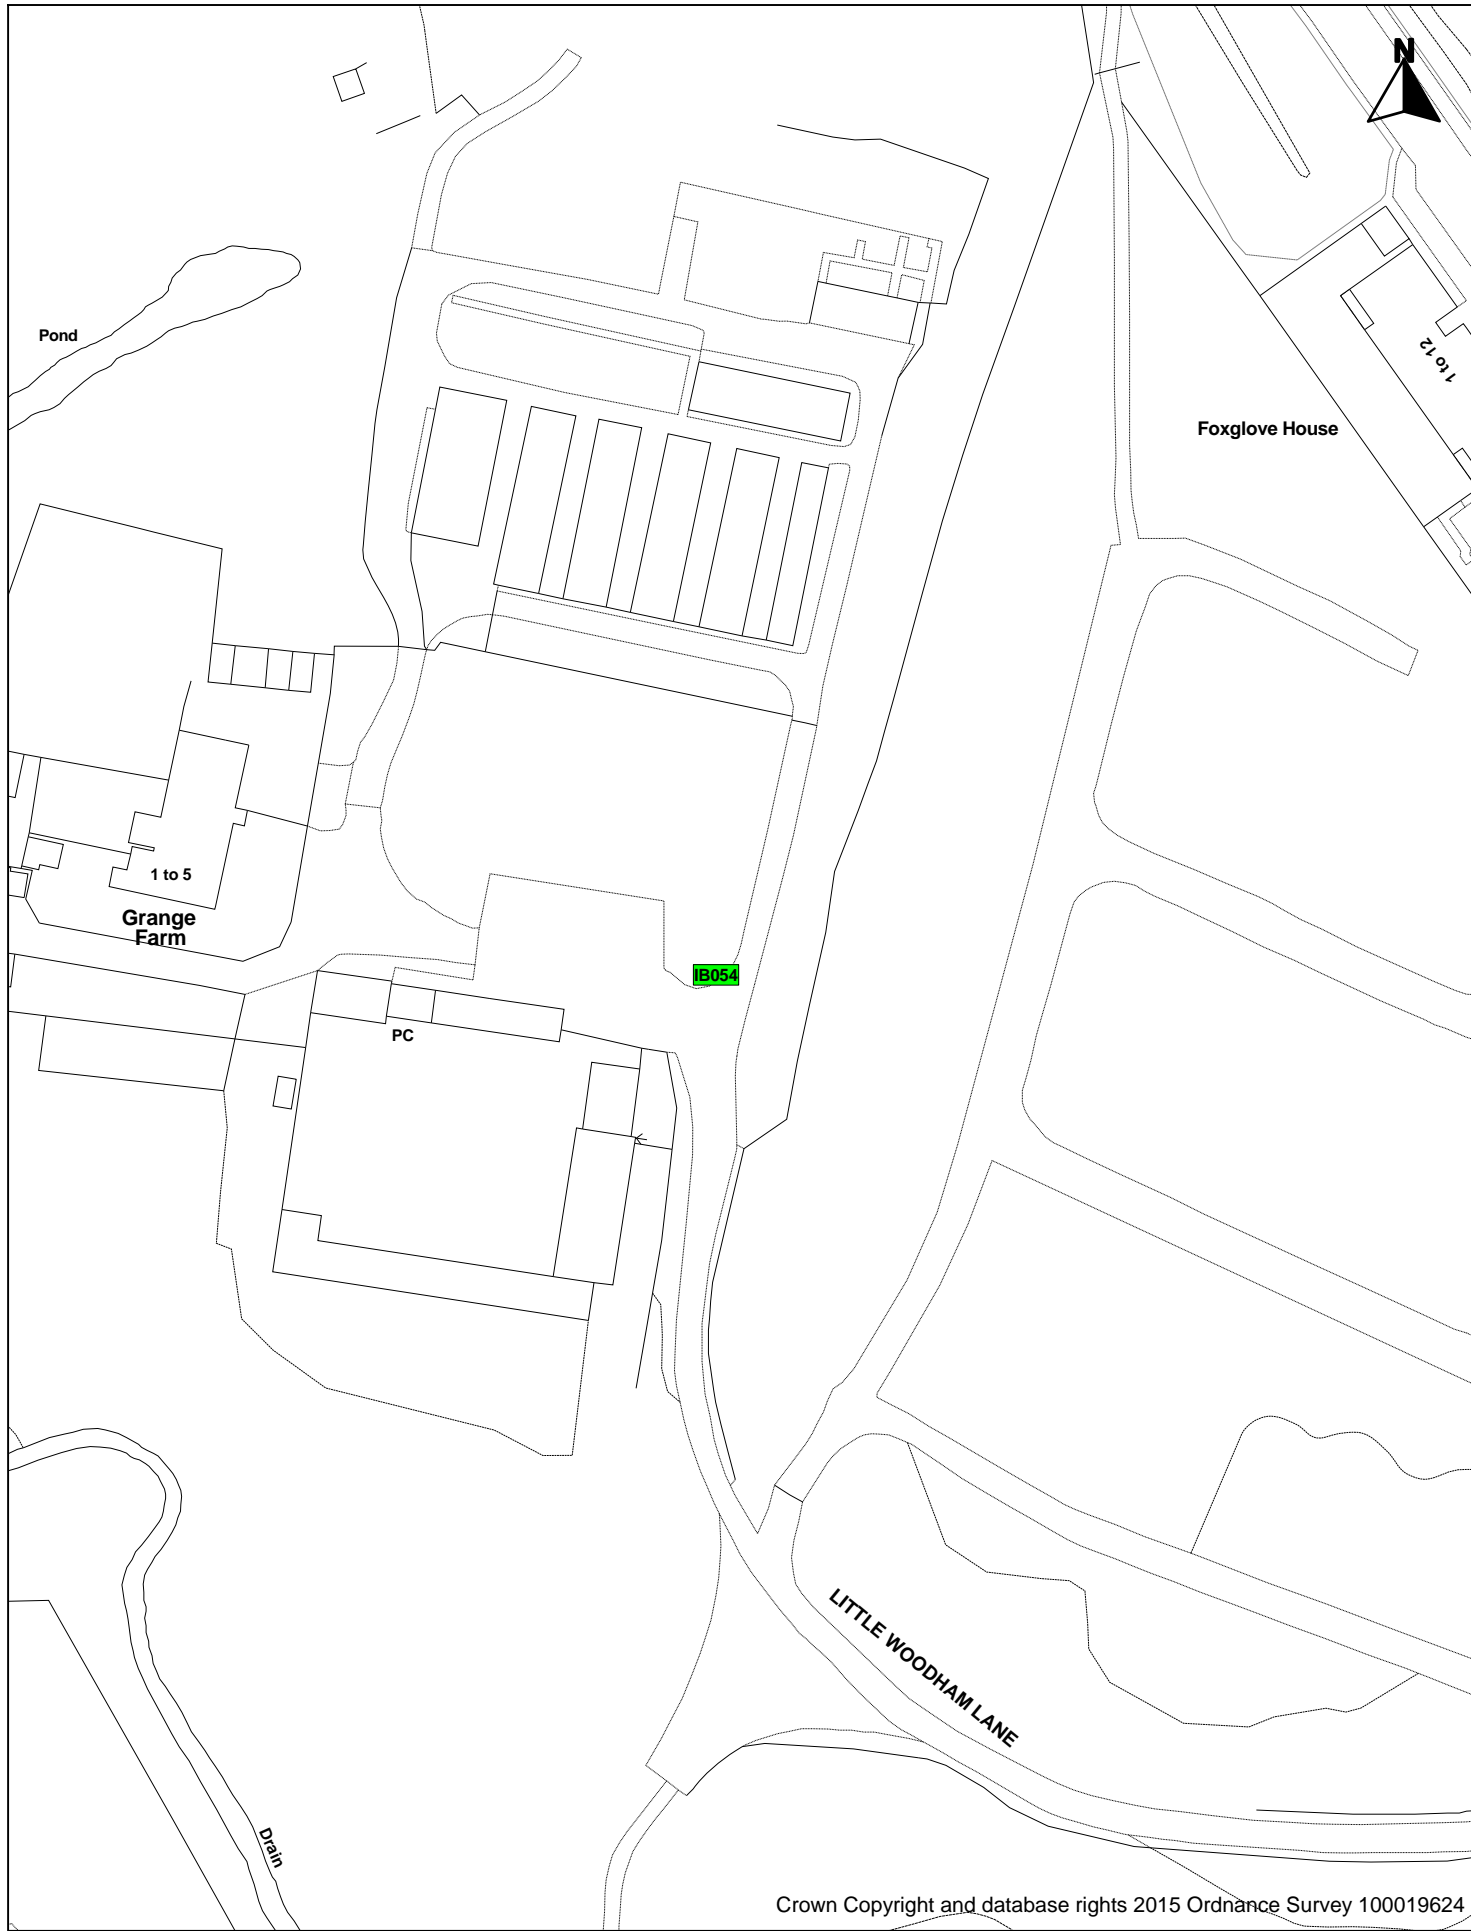 N
Pond
1 to 12
Foxglove House
1 to 5
Grange
Farm
IB054
PC
LITTLE WOODHAM LANE
Drain
Crown Copyright and database rights 2015 Ordnance Survey 100019624